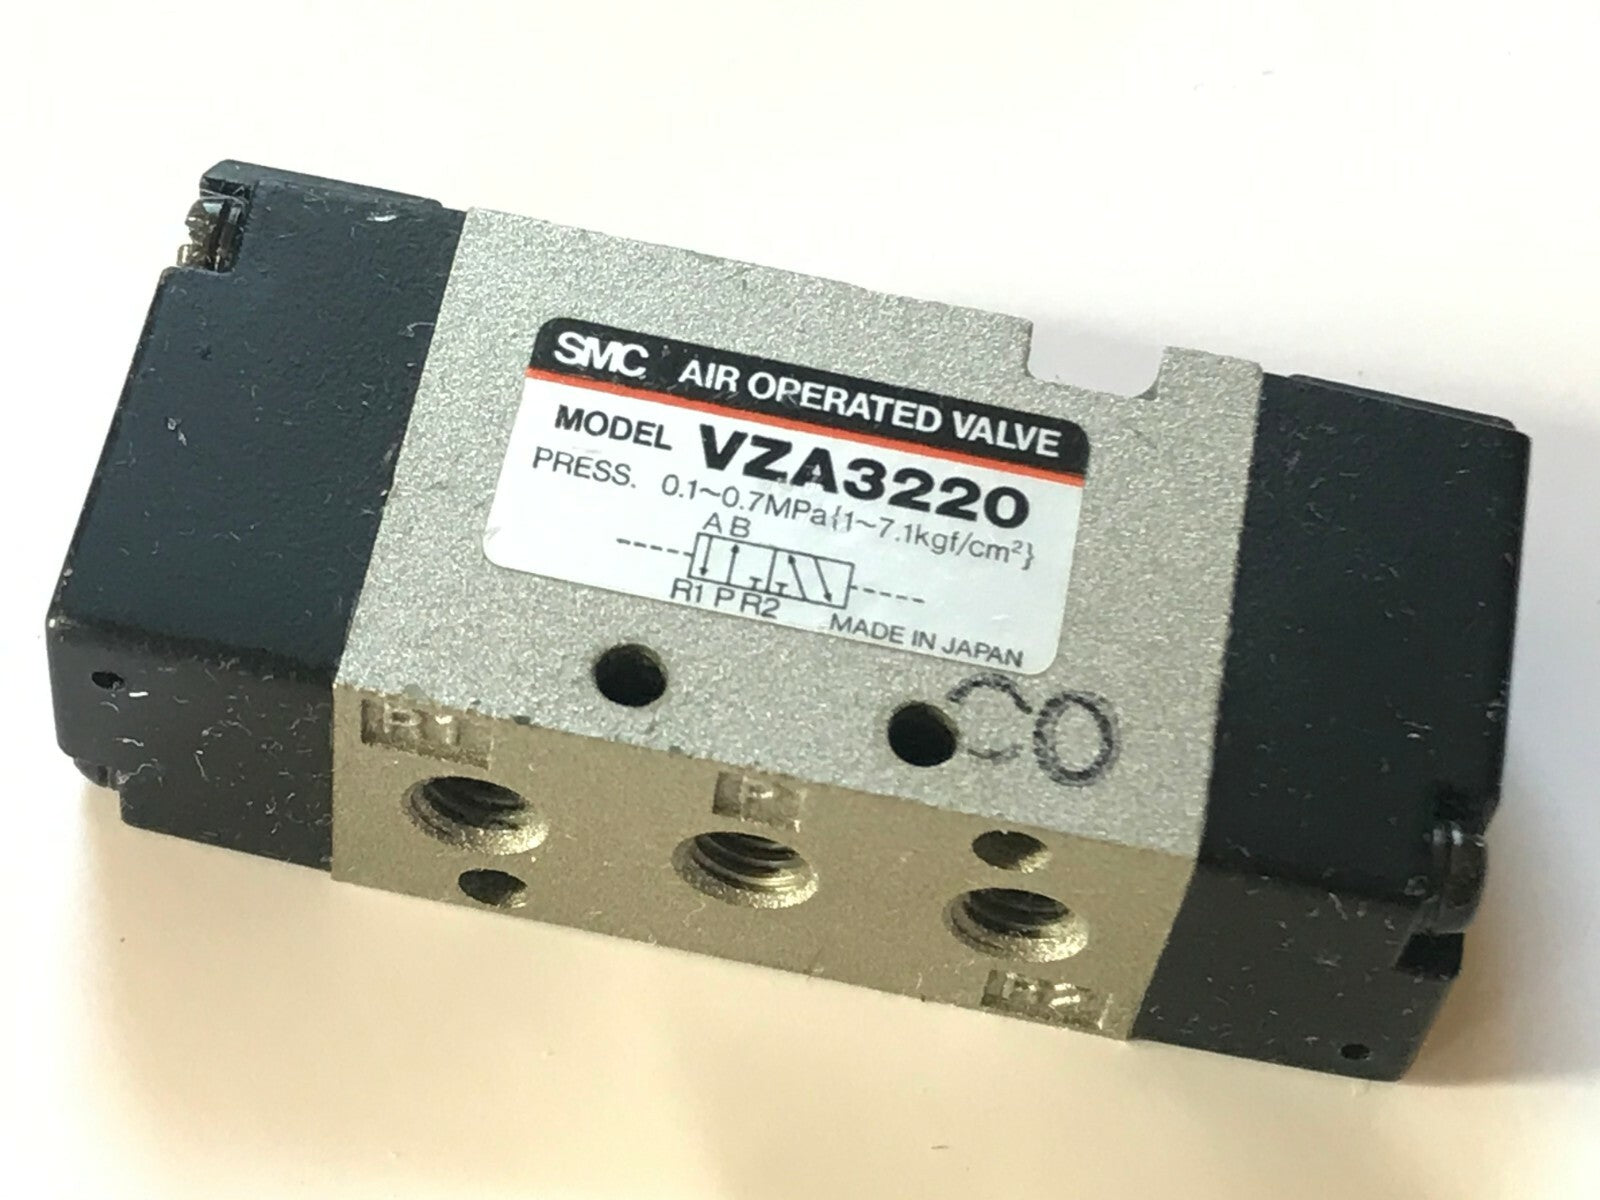 SMC AIR OPERATED VALVE
MODEL VZA3220
PRESS. 0.1~0.7MPa{1~7.1kgf/cm²}
A B
R1 P R2
MADE IN JAPAN
CO
R1
P
R2